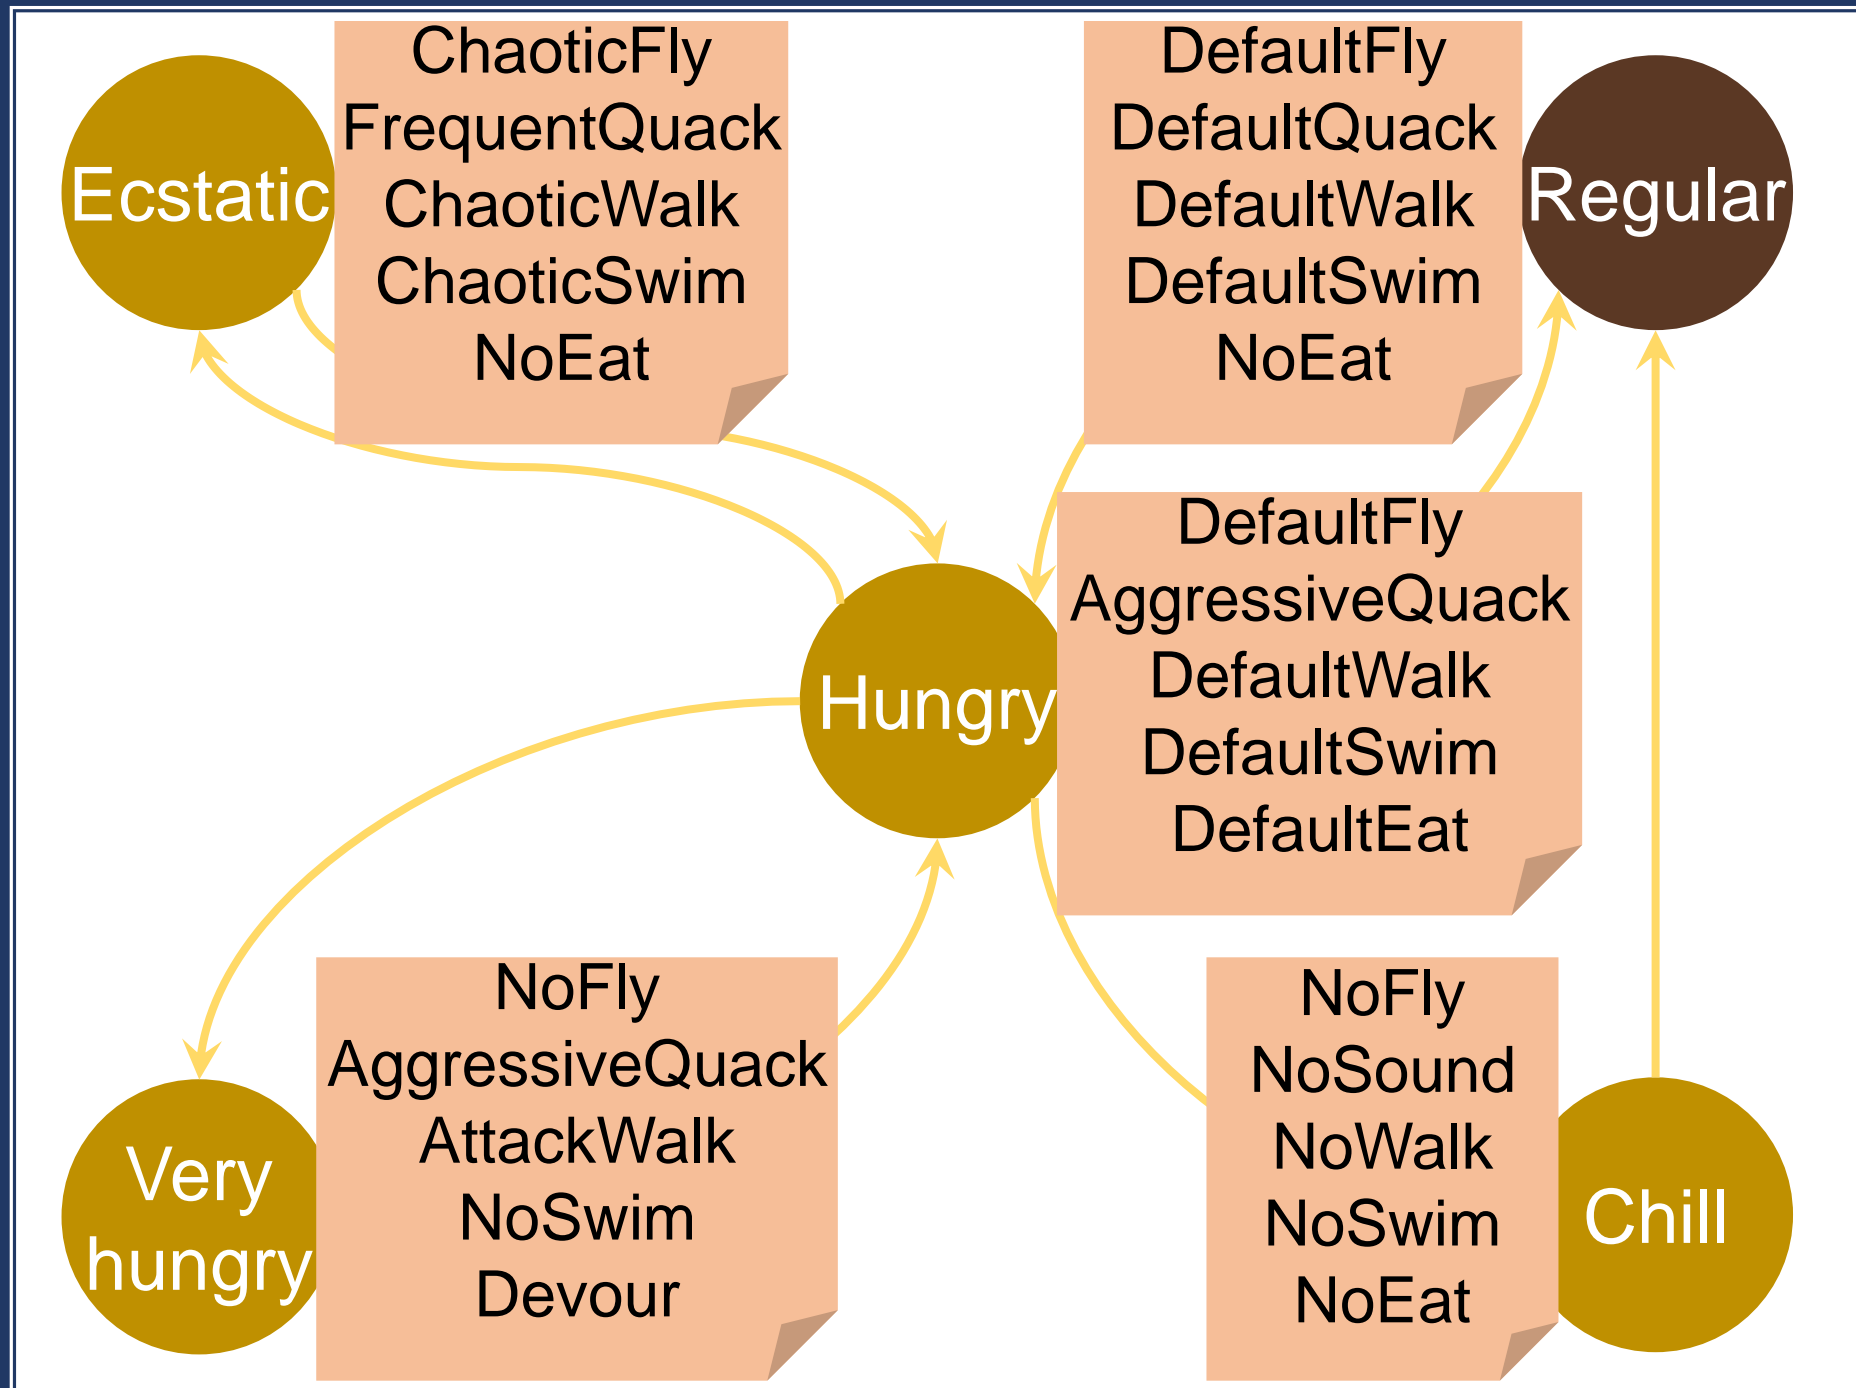 Ecstatic
ChaoticFly
FrequentQuack
ChaoticWalk
ChaoticSwim
NoEat
DefaultFly
DefaultQuack
DefaultWalk
DefaultSwim
NoEat
Regular
Hungry
DefaultFly
AggressiveQuack
DefaultWalk
DefaultSwim
DefaultEat
Very
hungry
NoFly
AggressiveQuack
AttackWalk
NoSwim
Devour
NoFly
NoSound
NoWalk
NoSwim
NoEat
Chill